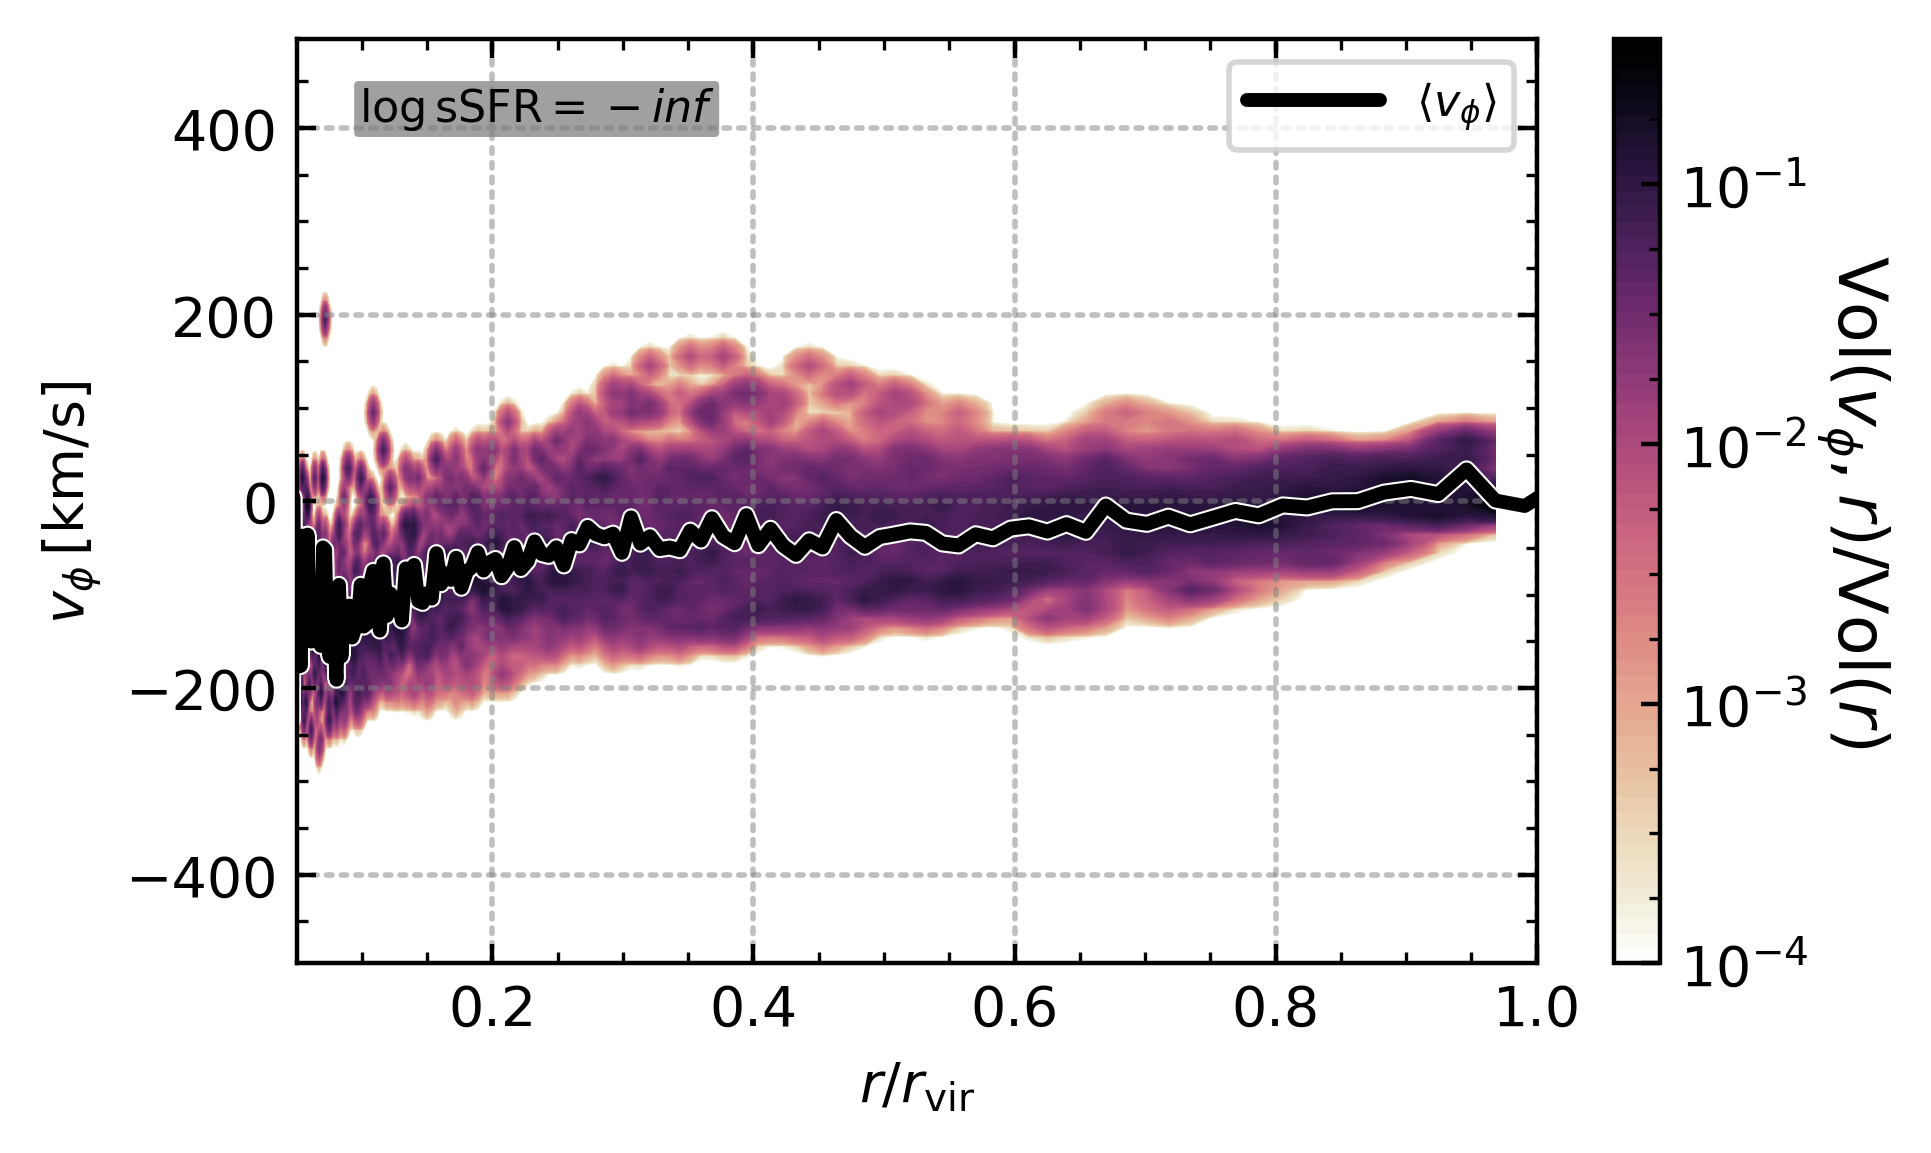 log sSFR = −inf
⟨v_ϕ⟩
400
200
0
−200
−400
v_ϕ [km/s]
0.2 0.4 0.6 0.8 1.0
r/r_vir
10^−1
10^−2
10^−3
10^−4
Vol(v_ϕ, r)/Vol(r)